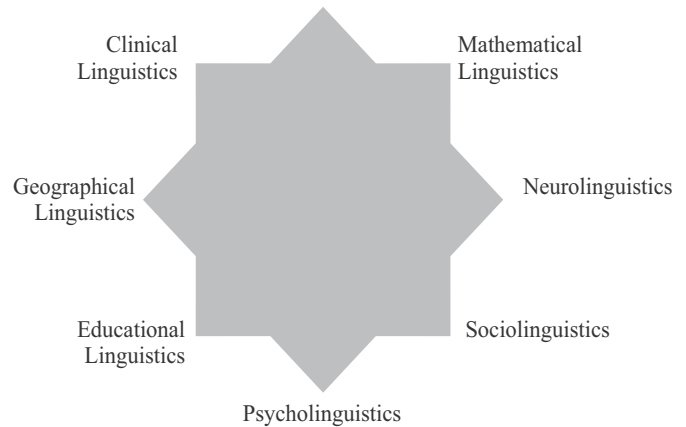 Clinical
Linguistics
Mathematical
Linguistics
Geographical
Linguistics
Neurolinguistics
Educational
Linguistics
Sociolinguistics
Psycholinguistics